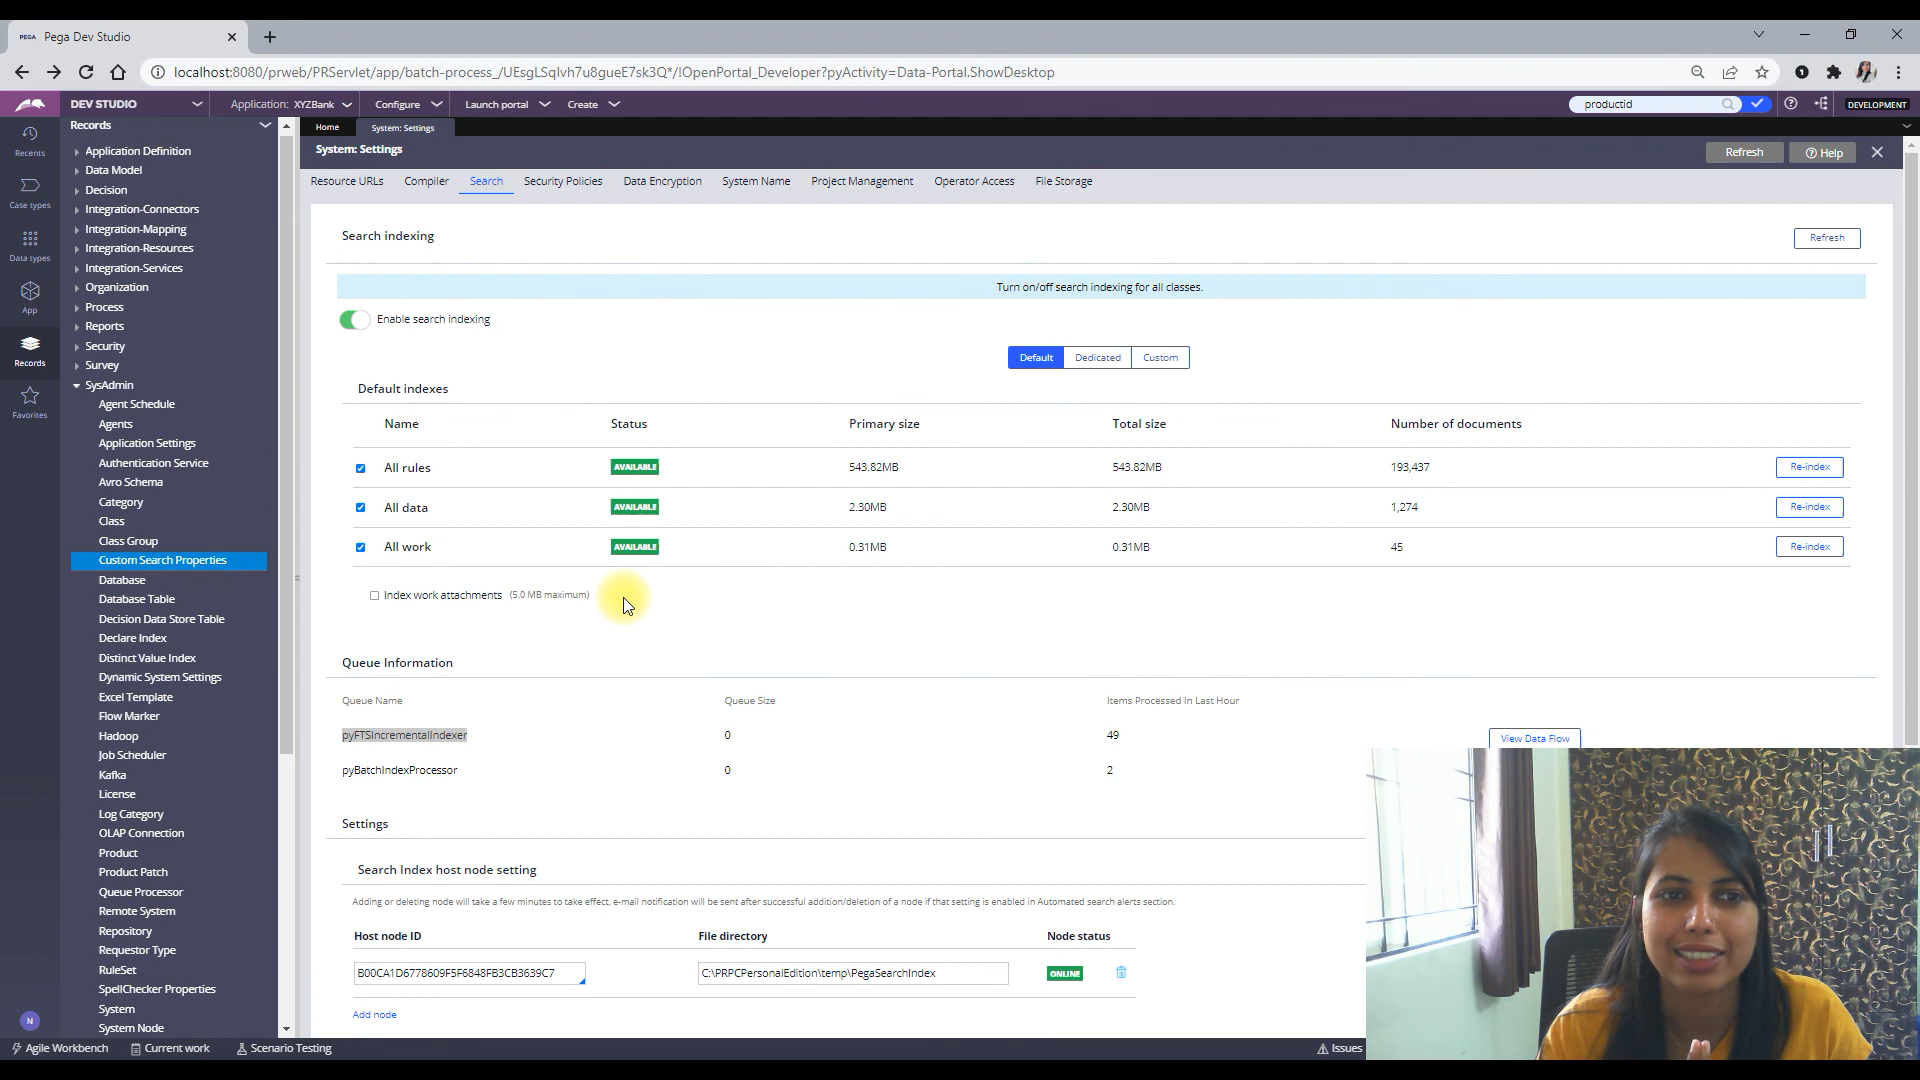 PEGA Pega Dev Studio
localhost:8080/prweb/PRServlet/app/batch-process_/UEsgLSqIvh7u8gueE7sk3Q*/!OpenPortal_Developer?pyActivity=Data-Portal.ShowDesktop
DEV STUDIO Application: XYZBank Configure Launch portal Create productid DEVELOPMENT
Recents
Case types
Data types
App
Records
Favorites
N
Records
Application Definition
Data Model
Decision
Integration-Connectors
Integration-Mapping
Integration-Resources
Integration-Services
Organization
Process
Reports
Security
Survey
SysAdmin
Agent Schedule
Agents
Application Settings
Authentication Service
Avro Schema
Category
Class
Class Group
Custom Search Properties
Database
Database Table
Decision Data Store Table
Declare Index
Distinct Value Index
Dynamic System Settings
Excel Template
Flow Marker
Hadoop
Job Scheduler
Kafka
License
Log Category
OLAP Connection
Product
Product Patch
Queue Processor
Remote System
Repository
Requestor Type
RuleSet
SpellChecker Properties
System
System Node
Home System: Settings
System: Settings Refresh Help
Resource URLs Compiler Search Security Policies Data Encryption System Name Project Management Operator Access File Storage
Search indexing Refresh
Turn on/off search indexing for all classes.
Enable search indexing
Default Dedicated Custom
Default indexes
Name Status Primary size Total size Number of documents
All rules AVAILABLE 543.82MB 543.82MB 193,437 Re-index
All data AVAILABLE 2.30MB 2.30MB 1,274 Re-index
All work AVAILABLE 0.31MB 0.31MB 45 Re-index
Index work attachments (5.0 MB maximum)
Queue Information
Queue Name Queue Size Items Processed In Last Hour
pyFTSIncrementalIndexer 0 49 View Data Flow
pyBatchIndexProcessor 0 2
Settings
Search Index host node setting
Adding or deleting node will take a few minutes to take effect, e-mail notification will be sent after successful addition/deletion of a node if that setting is enabled in Automated search alerts section.
Host node ID File directory Node status
B00CA1D6778609F5F6848FB3CB3639C7 C:\PRPCPersonalEdition\temp\PegaSearchIndex ONLINE
Add node
Agile Workbench Current work Scenario Testing Issues